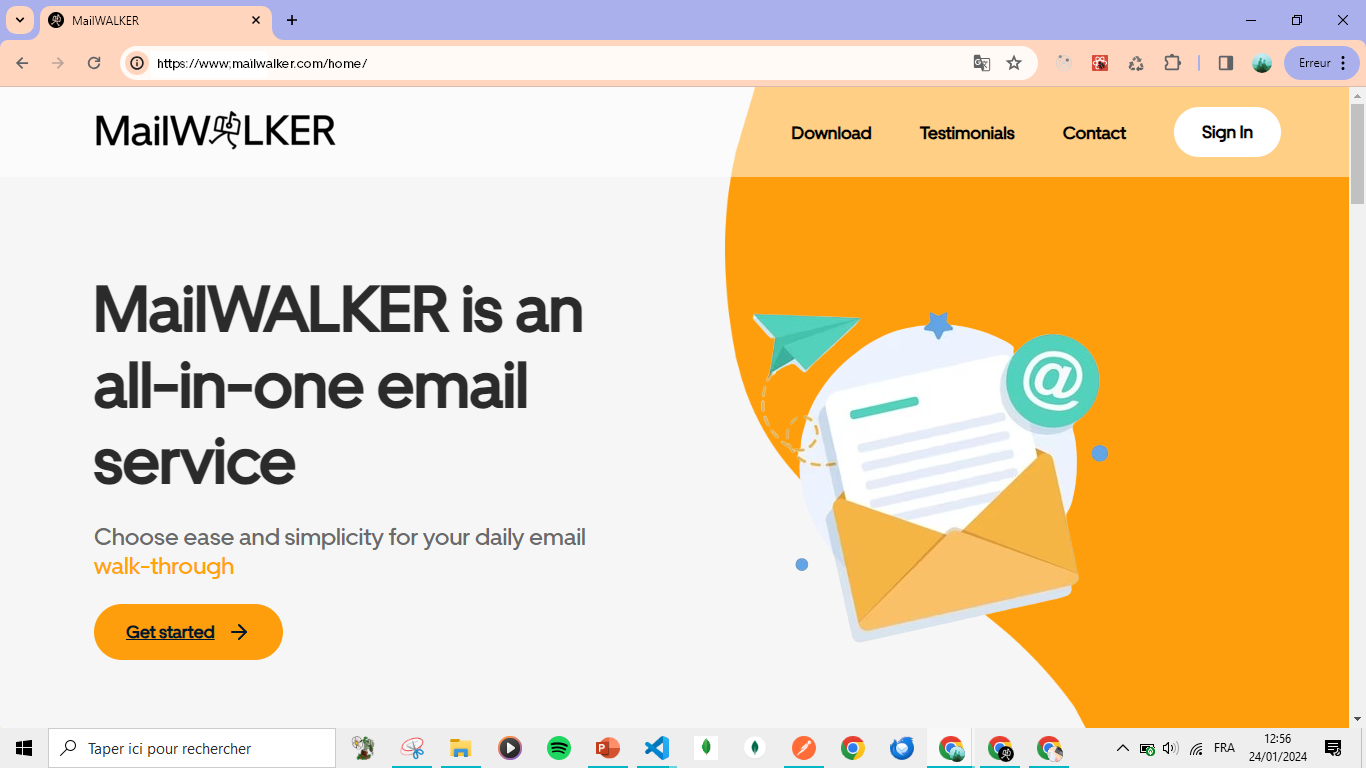 MailWALKER
https://www.mailwalker.com/home/
Erreur
MailWALKER
Download
Testimonials
Contact
Sign In
MailWALKER is an
all-in-one email
service
Choose ease and simplicity for your daily email
walk-through
@
Get started
Taper ici pour rechercher
FRA
12:56
24/01/2024